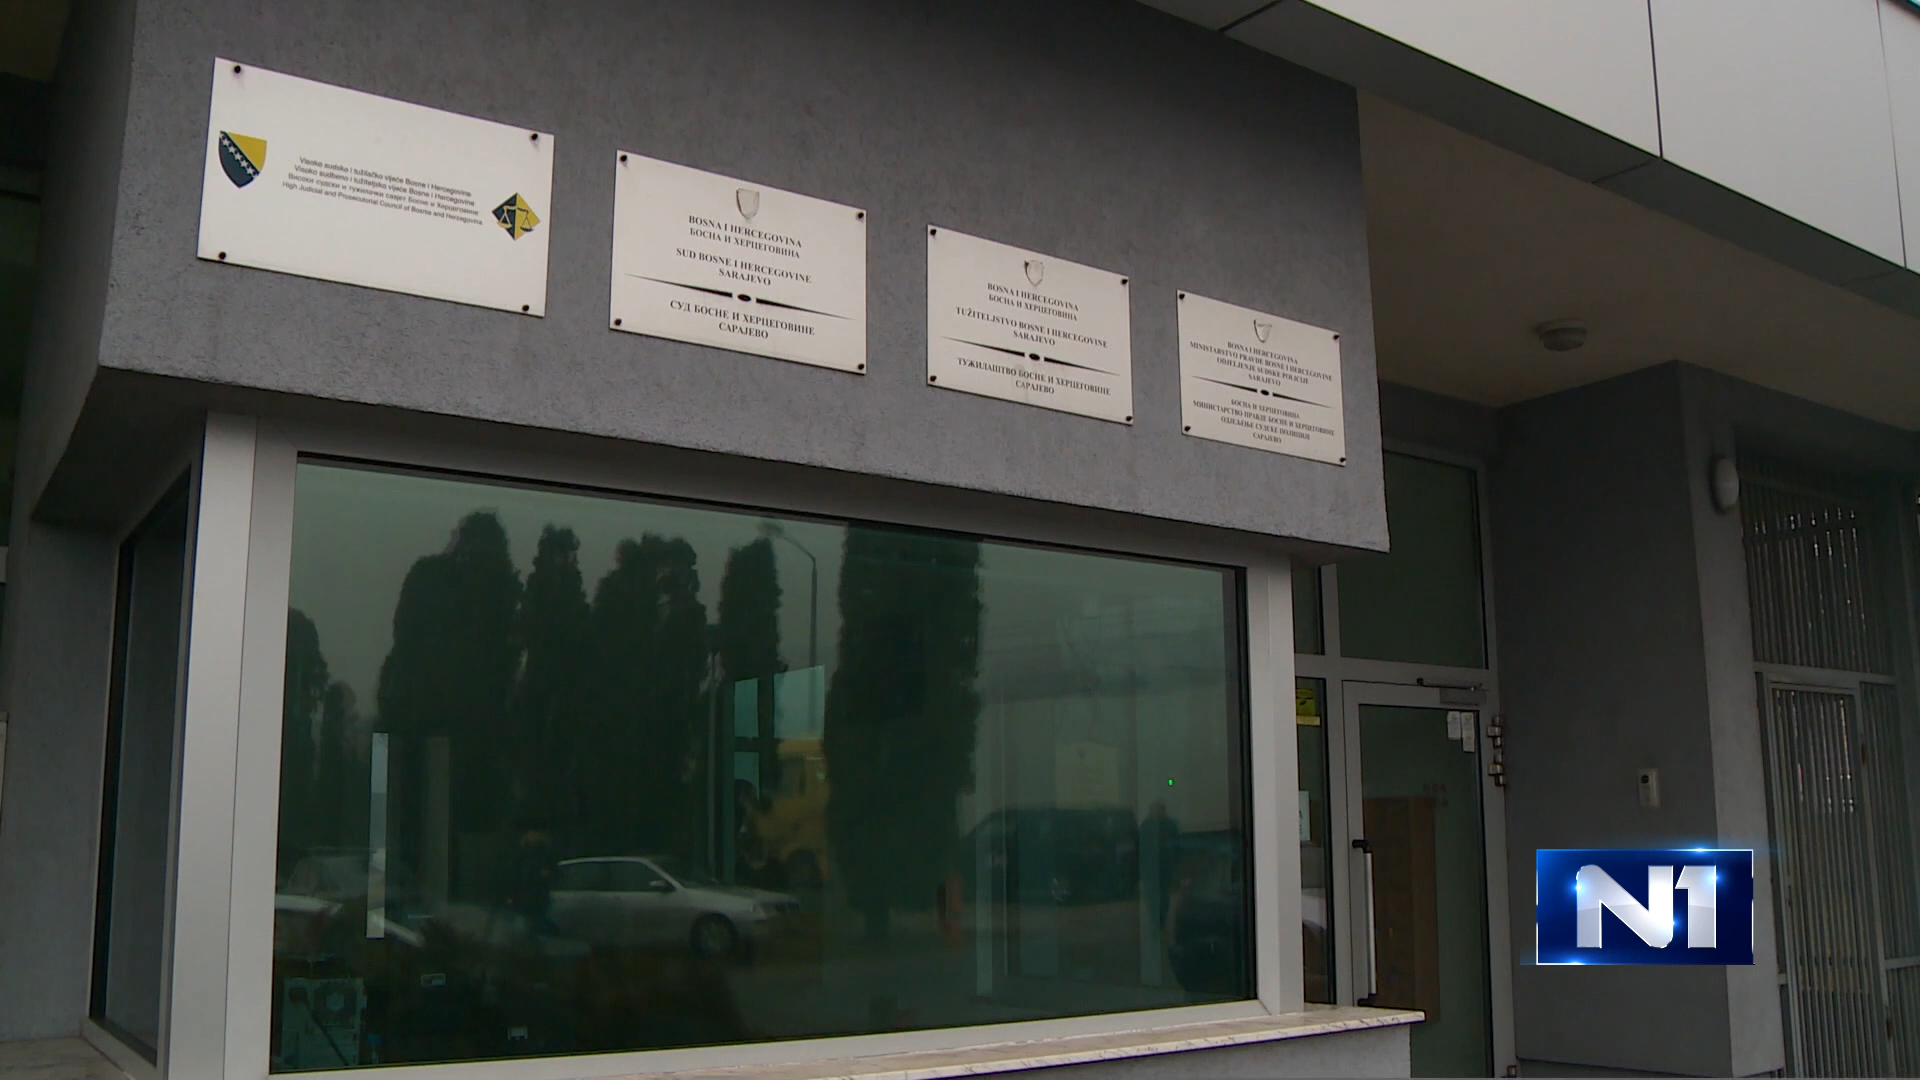 Visoko sudsko i tužilačko vijeće Bosne i Hercegovine
Visoko sudbeno i tužiteljsko vijeće Bosne i Hercegovine
Високи судски и тужилачки савјет Босне и Херцеговине
High Judicial and Prosecutorial Council of Bosnia and Herzegovina
BOSNA I HERCEGOVINA
БОСНА И ХЕРЦЕГОВИНА
SUD BOSNE I HERCEGOVINE
SARAJEVO
СУД БОСНЕ И ХЕРЦЕГОВИНЕ
САРАЈЕВО
BOSNA I HERCEGOVINA
БОСНА И ХЕРЦЕГОВИНА
TUŽITELJSTVO BOSNE I HERCEGOVINE
SARAJEVO
ТУЖИЛАШТВО БОСНЕ И ХЕРЦЕГОВИНЕ
САРАЈЕВО
BOSNA I HERCEGOVINA
MINISTARSTVO PRAVDE BOSNE I HERCEGOVINE
ODJELJENJE SUDSKE POLICIJE
SARAJEVO
БОСНА И ХЕРЦЕГОВИНА
МИНИСТАРСТВО ПРАВДЕ БОСНЕ И ХЕРЦЕГОВИНЕ
ОДЈЕЉЕЊЕ СУДСКЕ ПОЛИЦИЈЕ
САРАЈЕВО
N1